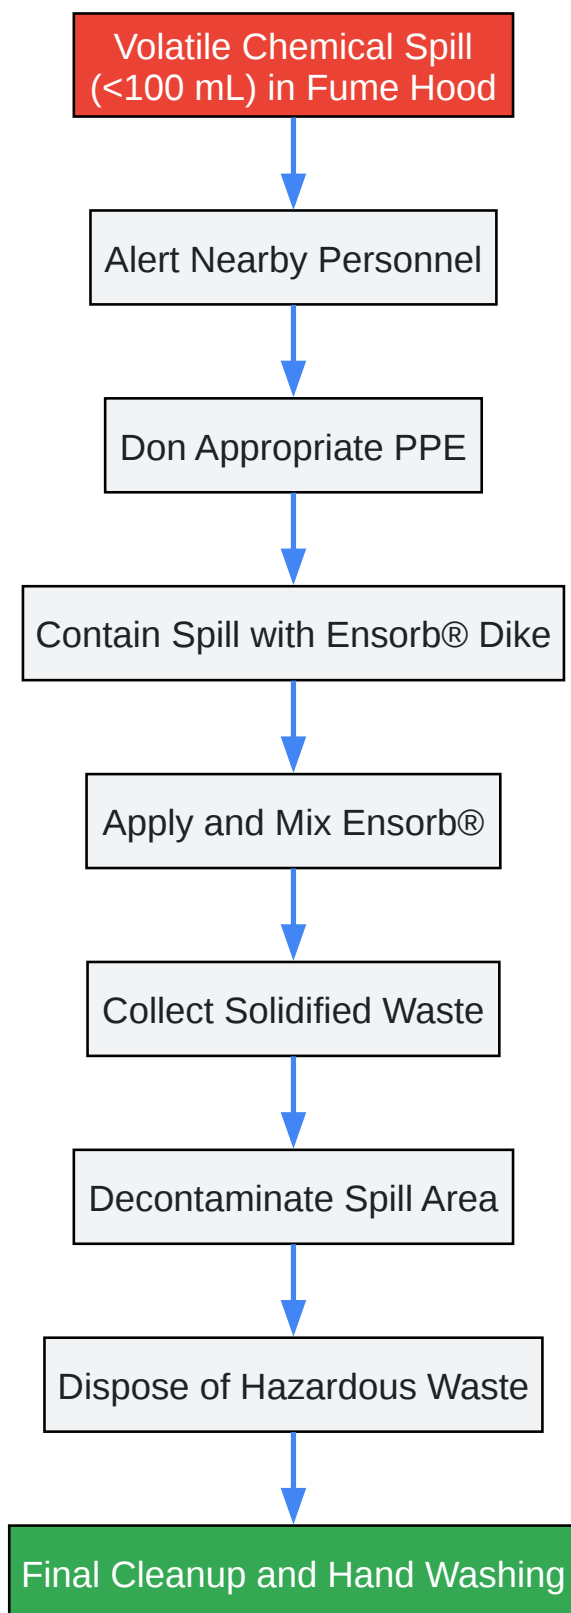 Volatile Chemical Spill
(<100 mL) in Fume Hood
Alert Nearby Personnel
Don Appropriate PPE
Contain Spill with Ensorb® Dike
Apply and Mix Ensorb®
Collect Solidified Waste
Decontaminate Spill Area
Dispose of Hazardous Waste
Final Cleanup and Hand Washing